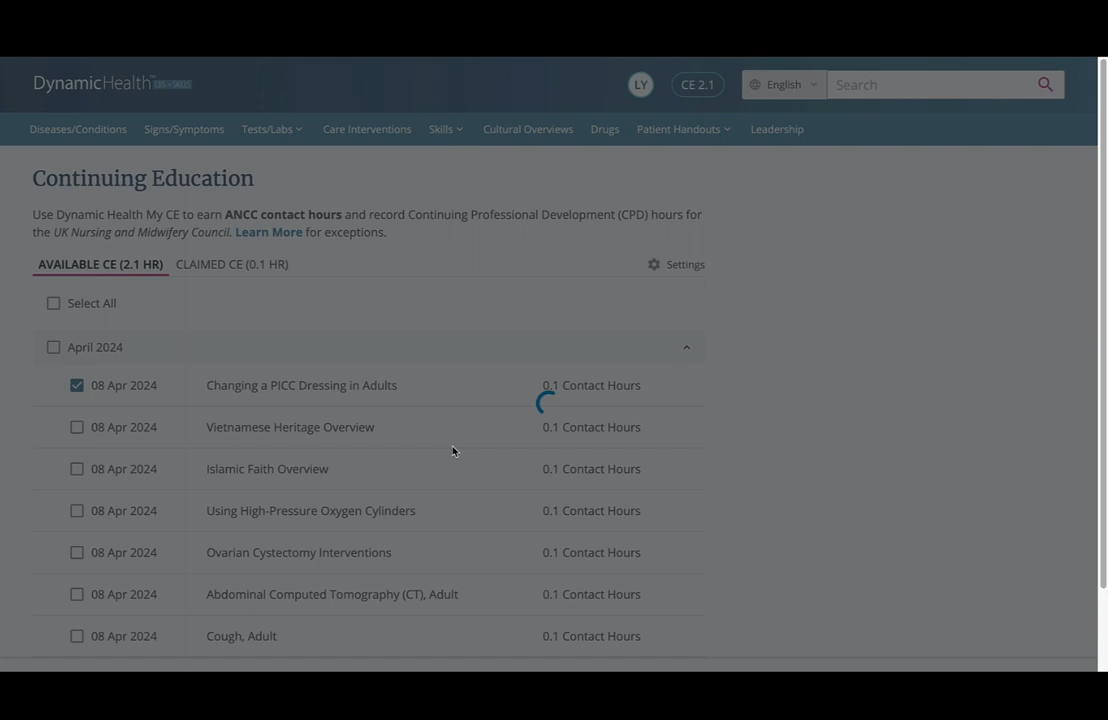 DynamicHealth™ EBS + SKILLS
LY
CE 2.1
English
Search
Diseases/Conditions Signs/Symptoms Tests/Labs Care Interventions Skills Cultural Overviews Drugs Patient Handouts Leadership
Continuing Education
Use Dynamic Health My CE to earn ANCC contact hours and record Continuing Professional Development (CPD) hours for
the UK Nursing and Midwifery Council. Learn More for exceptions.
AVAILABLE CE (2.1 HR) CLAIMED CE (0.1 HR) Settings
Select All
April 2024
08 Apr 2024 Changing a PICC Dressing in Adults 0.1 Contact Hours
08 Apr 2024 Vietnamese Heritage Overview 0.1 Contact Hours
08 Apr 2024 Islamic Faith Overview 0.1 Contact Hours
08 Apr 2024 Using High-Pressure Oxygen Cylinders 0.1 Contact Hours
08 Apr 2024 Ovarian Cystectomy Interventions 0.1 Contact Hours
08 Apr 2024 Abdominal Computed Tomography (CT), Adult 0.1 Contact Hours
08 Apr 2024 Cough, Adult 0.1 Contact Hours